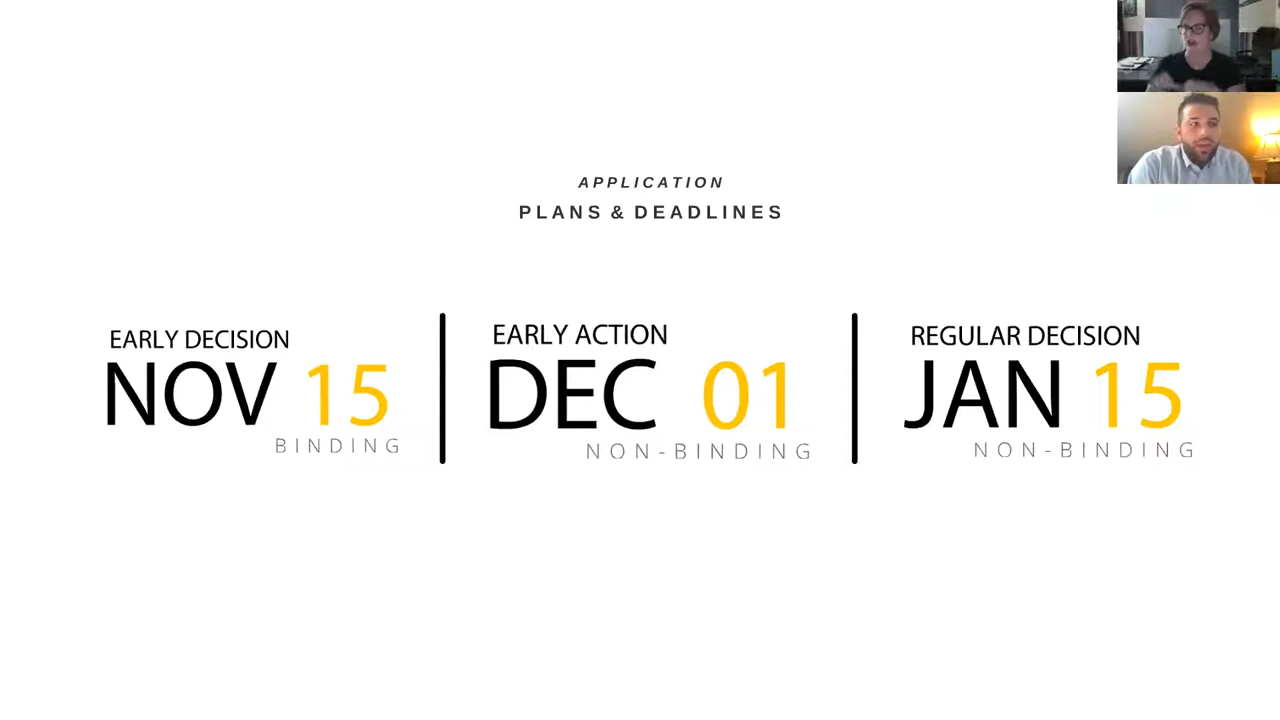 APPLICATION
PLANS & DEADLINES
EARLY DECISION
NOV 15
BINDING
EARLY ACTION
DEC 01
NON-BINDING
REGULAR DECISION
JAN 15
NON-BINDING